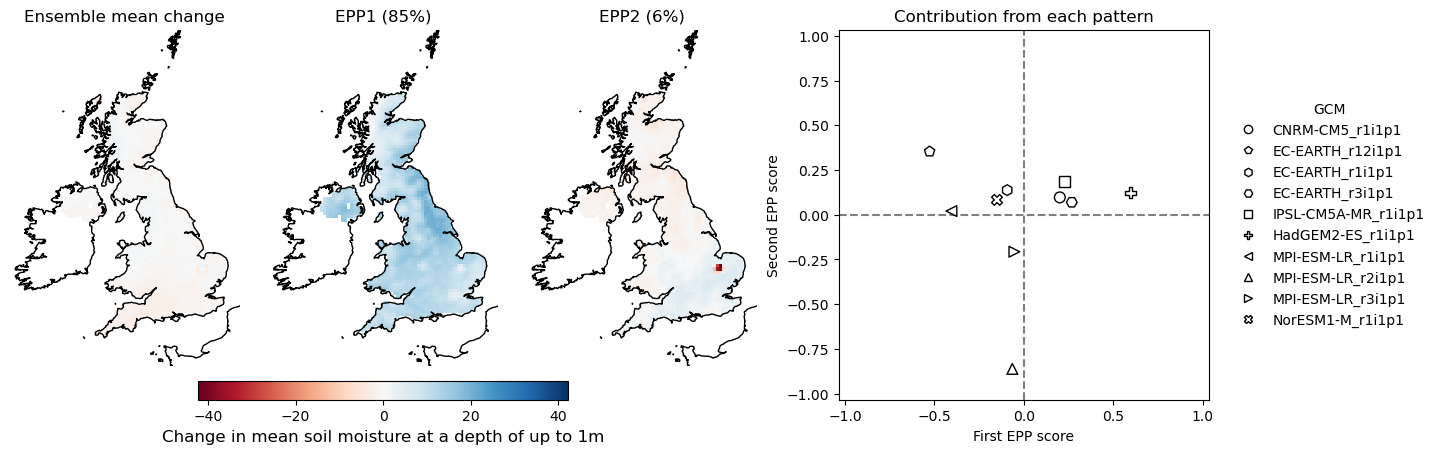 Ensemble mean change
EPP1 (85%)
EPP2 (6%)
Contribution from each pattern
1.00
0.75
0.50
0.25
0.00
−0.25
−0.50
−0.75
−1.00
Second EPP score
−1.0
−0.5
0.0
0.5
1.0
First EPP score
GCM
CNRM-CM5_r1i1p1
EC-EARTH_r12i1p1
EC-EARTH_r1i1p1
EC-EARTH_r3i1p1
IPSL-CM5A-MR_r1i1p1
HadGEM2-ES_r1i1p1
MPI-ESM-LR_r1i1p1
MPI-ESM-LR_r2i1p1
MPI-ESM-LR_r3i1p1
NorESM1-M_r1i1p1
−40
−20
0
20
40
Change in mean soil moisture at a depth of up to 1m